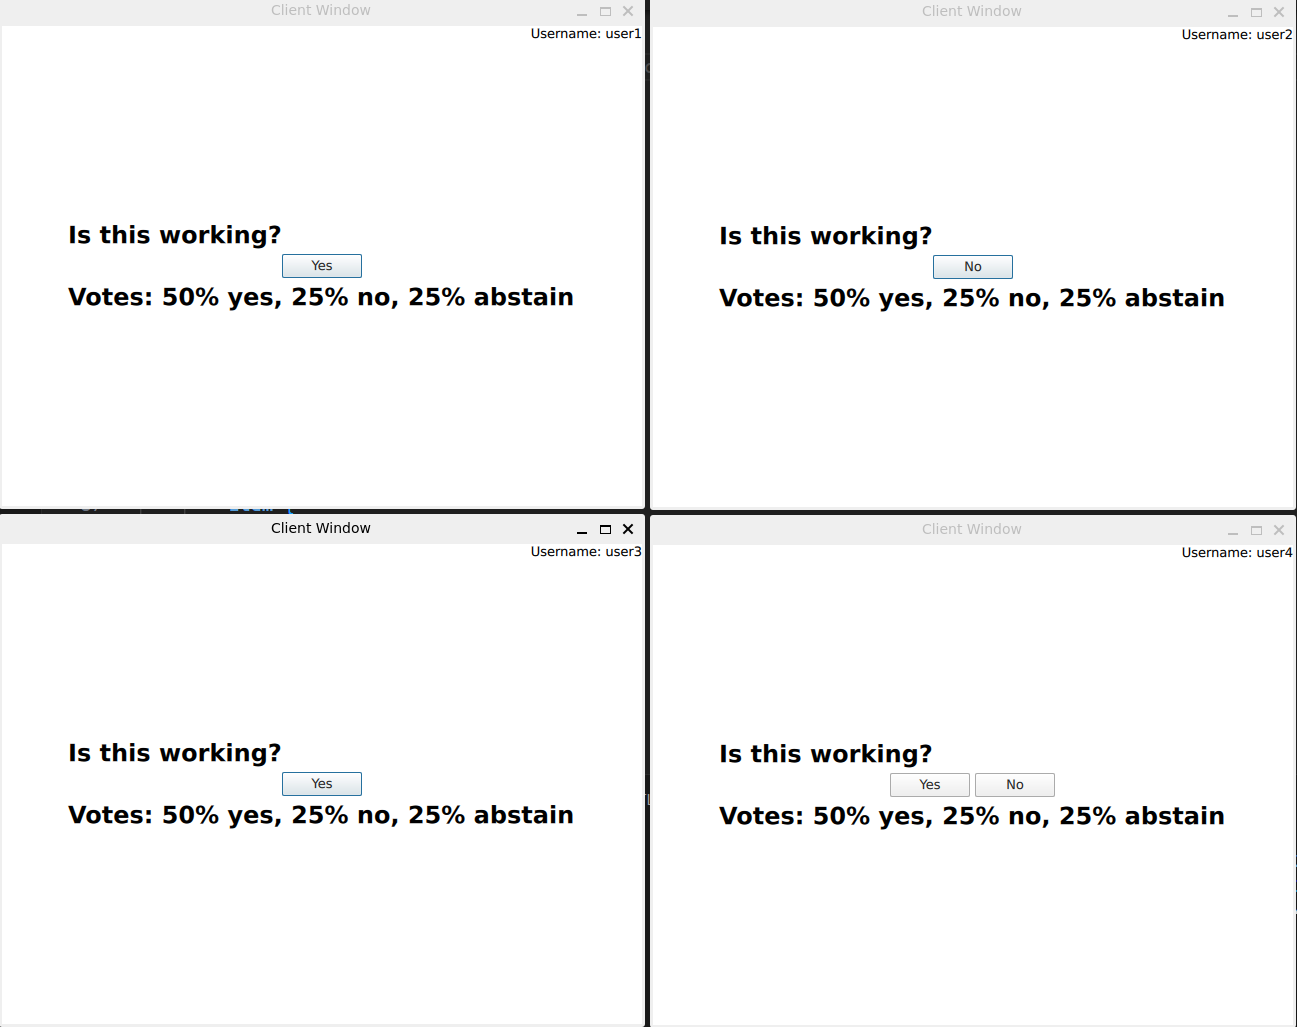 Client Window
Username: user1
Is this working?
Yes
Votes: 50% yes, 25% no, 25% abstain
Client Window
Username: user2
Is this working?
No
Votes: 50% yes, 25% no, 25% abstain
Client Window
Username: user3
Is this working?
Yes
Votes: 50% yes, 25% no, 25% abstain
Client Window
Username: user4
Is this working?
Yes No
Votes: 50% yes, 25% no, 25% abstain